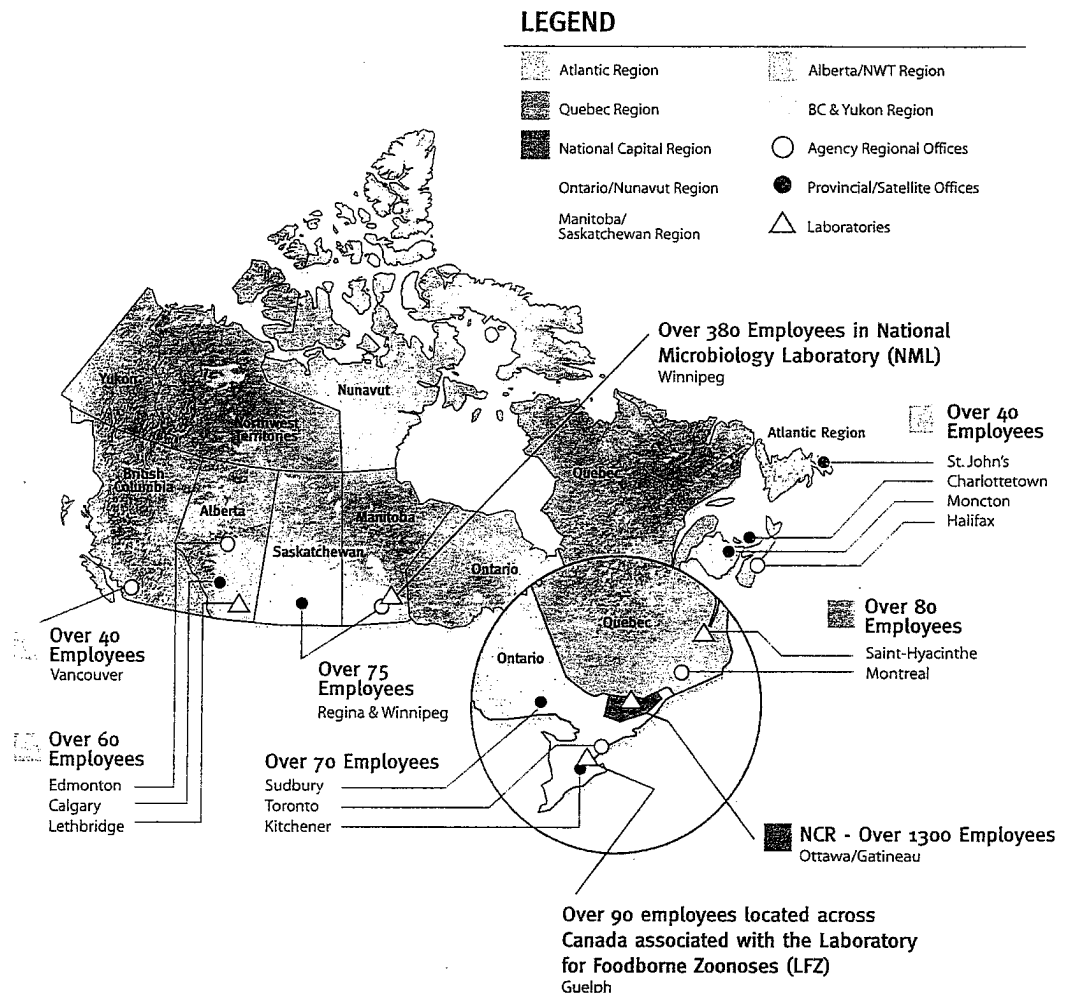 LEGEND
Atlantic Region
Quebec Region
National Capital Region
Ontario/Nunavut Region
Manitoba/
Saskatchewan Region
Alberta/NWT Region
BC & Yukon Region
Agency Regional Offices
Provincial/Satellite Offices
Laboratories
Over 380 Employees in National
Microbiology Laboratory (NML)
Winnipeg
Yukon
Nunavut
Northwest
Territories
British
Columbia
Alberta
Saskatchewan
Manitoba
Ontario
Quebec
Atlantic Region
Over 40
Employees
St. John's
Charlottetown
Moncton
Halifax
Quebec
Ontario
Over 80
Employees
Saint-Hyacinthe
Montreal
Over 40
Employees
Vancouver
Over 75
Employees
Regina & Winnipeg
Over 60
Employees
Edmonton
Calgary
Lethbridge
Over 70 Employees
Sudbury
Toronto
Kitchener
NCR - Over 1300 Employees
Ottawa/Gatineau
Over 90 employees located across
Canada associated with the Laboratory
for Foodborne Zoonoses (LFZ)
Guelph